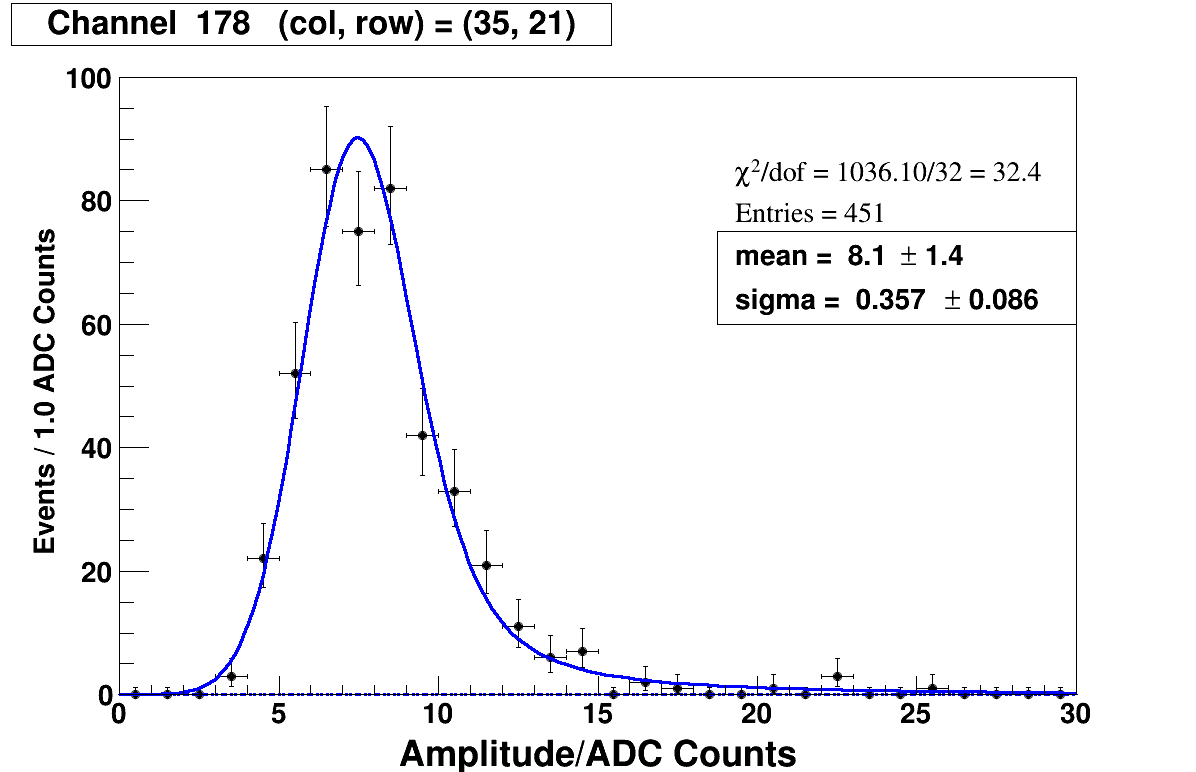 Channel 178 (col, row) = (35, 21)
100
80
60
40
20
0
Events / 1.0 ADC Counts
χ²/dof = 1036.10/32 = 32.4
Entries = 451
mean = 8.1 ± 1.4
sigma = 0.357 ± 0.086
0 5 10 15 20 25 30
Amplitude/ADC Counts